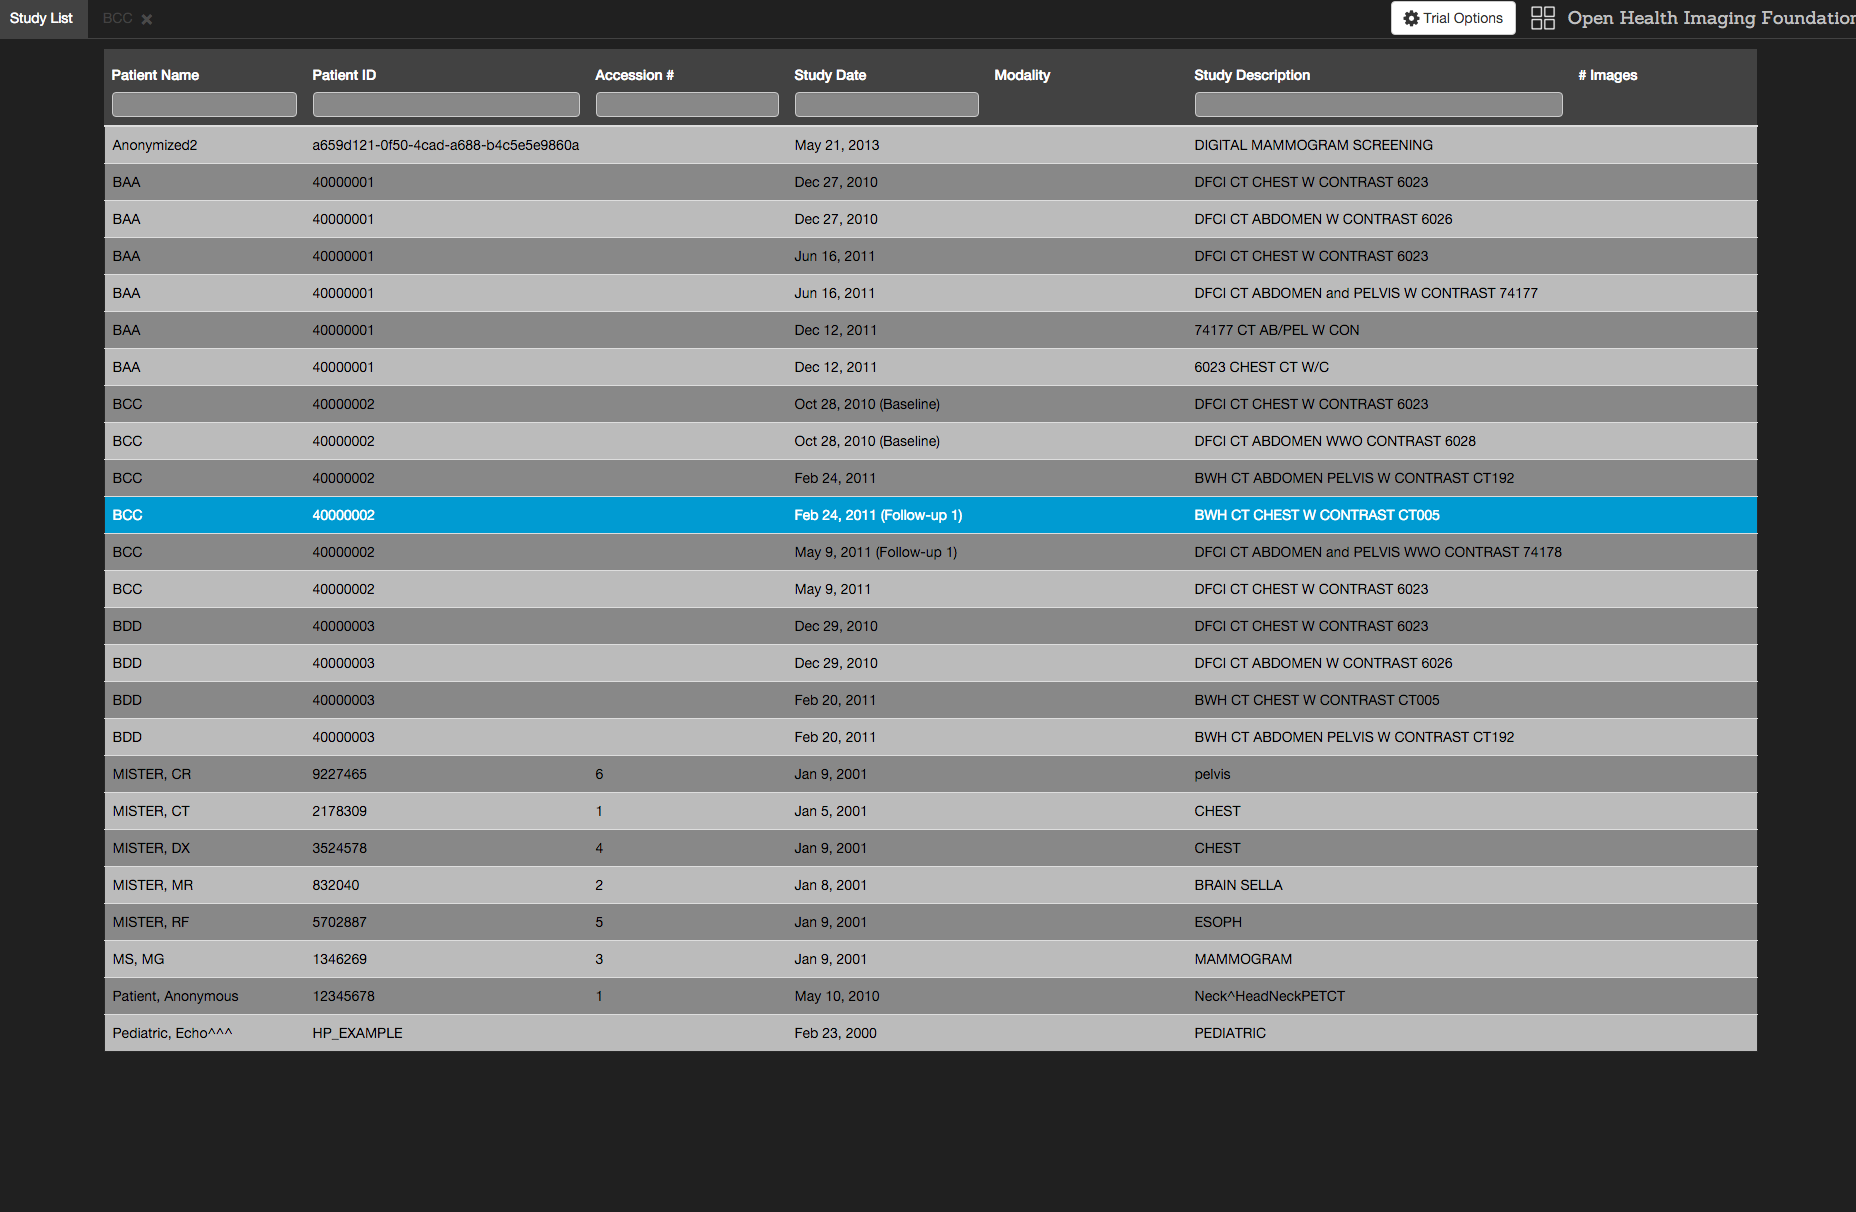 Study List BCC Trial Options Open Health Imaging Foundation
Patient Name Patient ID Accession # Study Date Modality Study Description # Images
Anonymized2 a659d121-0f50-4cad-a688-b4c5e5e9860a May 21, 2013 DIGITAL MAMMOGRAM SCREENING
BAA 40000001 Dec 27, 2010 DFCI CT CHEST W CONTRAST 6023
BAA 40000001 Dec 27, 2010 DFCI CT ABDOMEN W CONTRAST 6026
BAA 40000001 Jun 16, 2011 DFCI CT CHEST W CONTRAST 6023
BAA 40000001 Jun 16, 2011 DFCI CT ABDOMEN and PELVIS W CONTRAST 74177
BAA 40000001 Dec 12, 2011 74177 CT AB/PEL W CON
BAA 40000001 Dec 12, 2011 6023 CHEST CT W/C
BCC 40000002 Oct 28, 2010 (Baseline) DFCI CT CHEST W CONTRAST 6023
BCC 40000002 Oct 28, 2010 (Baseline) DFCI CT ABDOMEN WWO CONTRAST 6028
BCC 40000002 Feb 24, 2011 BWH CT ABDOMEN PELVIS W CONTRAST CT192
BCC 40000002 Feb 24, 2011 (Follow-up 1) BWH CT CHEST W CONTRAST CT005
BCC 40000002 May 9, 2011 (Follow-up 1) DFCI CT ABDOMEN and PELVIS WWO CONTRAST 74178
BCC 40000002 May 9, 2011 DFCI CT CHEST W CONTRAST 6023
BDD 40000003 Dec 29, 2010 DFCI CT CHEST W CONTRAST 6023
BDD 40000003 Dec 29, 2010 DFCI CT ABDOMEN W CONTRAST 6026
BDD 40000003 Feb 20, 2011 BWH CT CHEST W CONTRAST CT005
BDD 40000003 Feb 20, 2011 BWH CT ABDOMEN PELVIS W CONTRAST CT192
MISTER, CR 9227465 6 Jan 9, 2001 pelvis
MISTER, CT 2178309 1 Jan 5, 2001 CHEST
MISTER, DX 3524578 4 Jan 9, 2001 CHEST
MISTER, MR 832040 2 Jan 8, 2001 BRAIN SELLA
MISTER, RF 5702887 5 Jan 9, 2001 ESOPH
MS, MG 1346269 3 Jan 9, 2001 MAMMOGRAM
Patient, Anonymous 12345678 1 May 10, 2010 Neck^HeadNeckPETCT
Pediatric, Echo^^^ HP_EXAMPLE Feb 23, 2000 PEDIATRIC